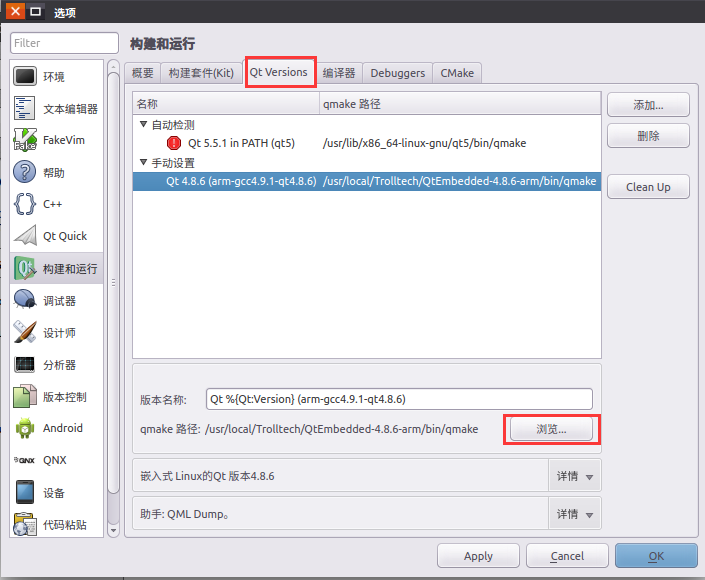 选项
Filter
构建和运行
环境
文本编辑器
FakeVim
帮助
C++
Qt Quick
构建和运行
调试器
设计师
分析器
版本控制
Android
QNX
设备
代码粘贴
概要 构建套件(Kit) Qt Versions 编译器 Debuggers CMake
名称 qmake 路径
自动检测
Qt 5.5.1 in PATH (qt5) /usr/lib/x86_64-linux-gnu/qt5/bin/qmake
手动设置
Qt 4.8.6 (arm-gcc4.9.1-qt4.8.6) /usr/local/Trolltech/QtEmbedded-4.8.6-arm/bin/qmake
添加...
删除
Clean Up
版本名称: Qt %{Qt:Version} (arm-gcc4.9.1-qt4.8.6)
qmake 路径: /usr/local/Trolltech/QtEmbedded-4.8.6-arm/bin/qmake 浏览...
嵌入式 Linux的Qt 版本4.8.6 详情
助手: QML Dump。 详情
Apply Cancel OK